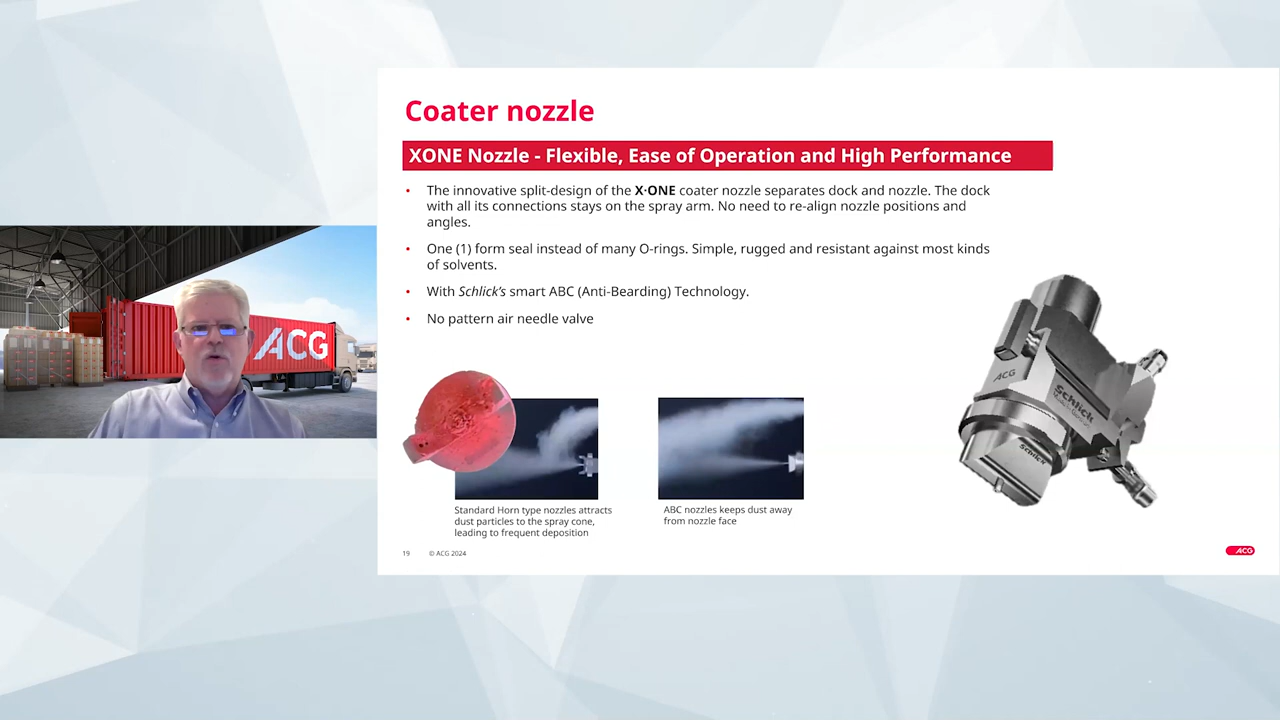 Coater nozzle
XONE Nozzle - Flexible, Ease of Operation and High Performance
• The innovative split-design of the X·ONE coater nozzle separates dock and nozzle. The dock
with all its connections stays on the spray arm. No need to re-align nozzle positions and
angles.
• One (1) form seal instead of many O-rings. Simple, rugged and resistant against most kinds
of solvents.
• With Schlick's smart ABC (Anti-Bearding) Technology.
• No pattern air needle valve
ACG
ACG
Schlick
Made in Germany
Schlick
Standard Horn type nozzles attracts
dust particles to the spray cone,
leading to frequent deposition
ABC nozzles keeps dust away
from nozzle face
19 © ACG 2024
ACG